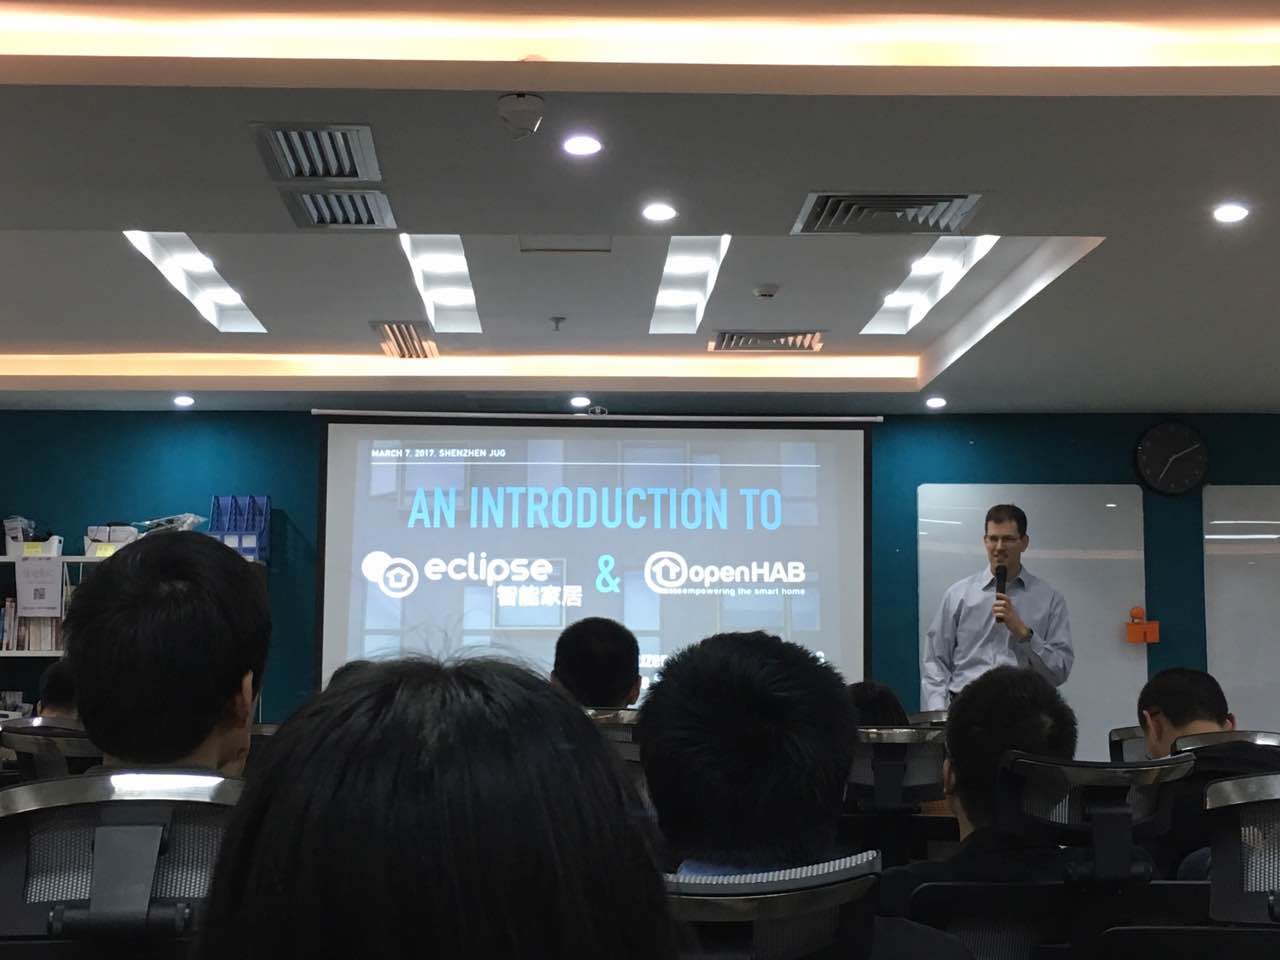 MARCH 7, 2017, SHENZHEN JUG
AN INTRODUCTION TO
eclipse
智能家居
&
openHAB
empowering the smart home